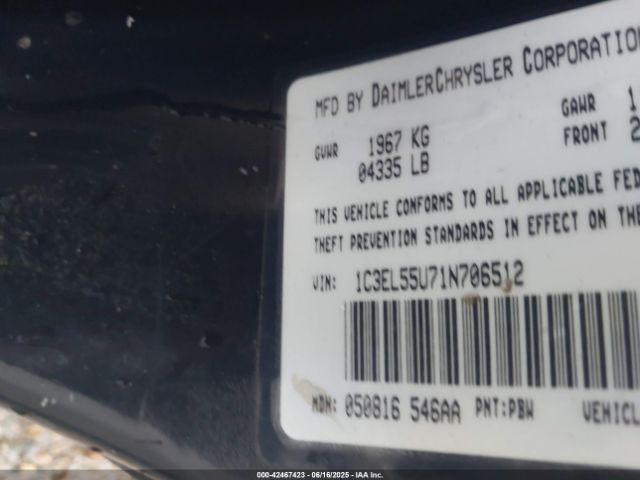 MFD BY DAIMLERCHRYSLER CORPORATION
GVWR 1967 KG GAWR
04335 LB FRONT
THIS VEHICLE CONFORMS TO ALL APPLICABLE FED
THEFT PREVENTION STANDARDS IN EFFECT ON THE
VIN: 1C3EL55U71N706512
MDH: 050816 546AA PNT:PBW VEHICL
000-42467423 - 06/16/2025 - IAA Inc.